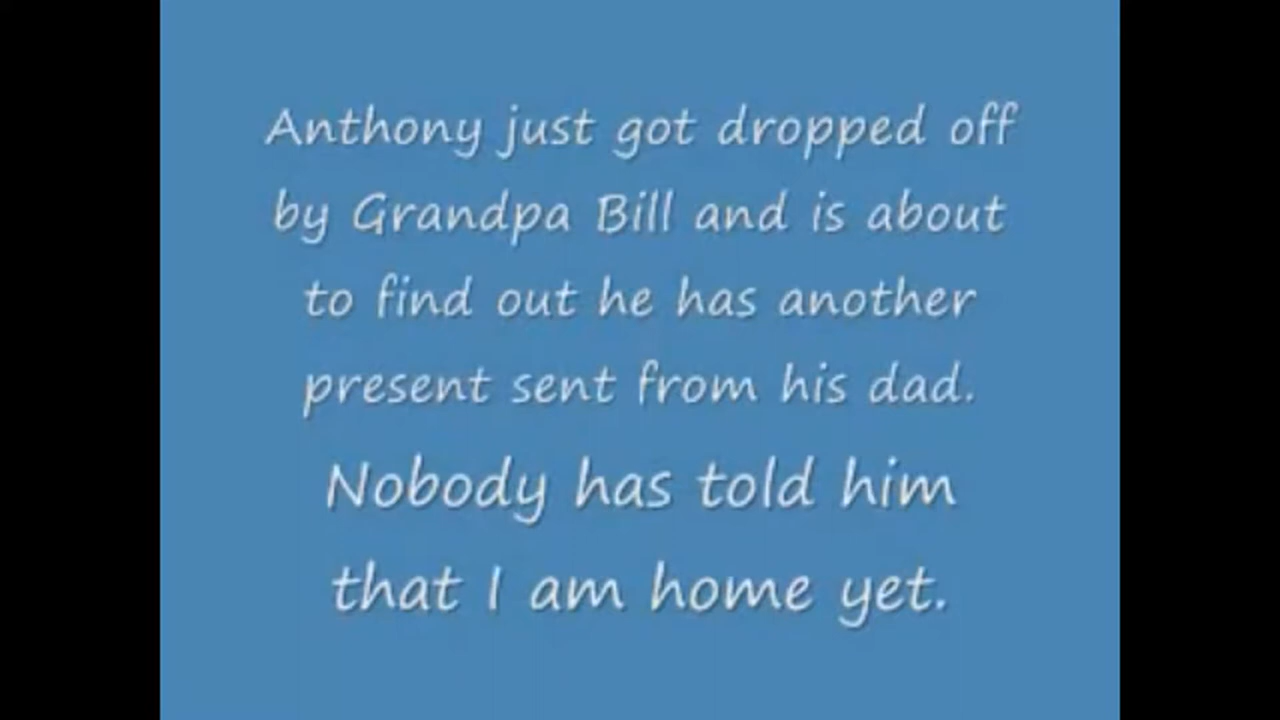 Anthony just got dropped off
by Grandpa Bill and is about
to find out he has another
present sent from his dad.
Nobody has told him
that I am home yet.